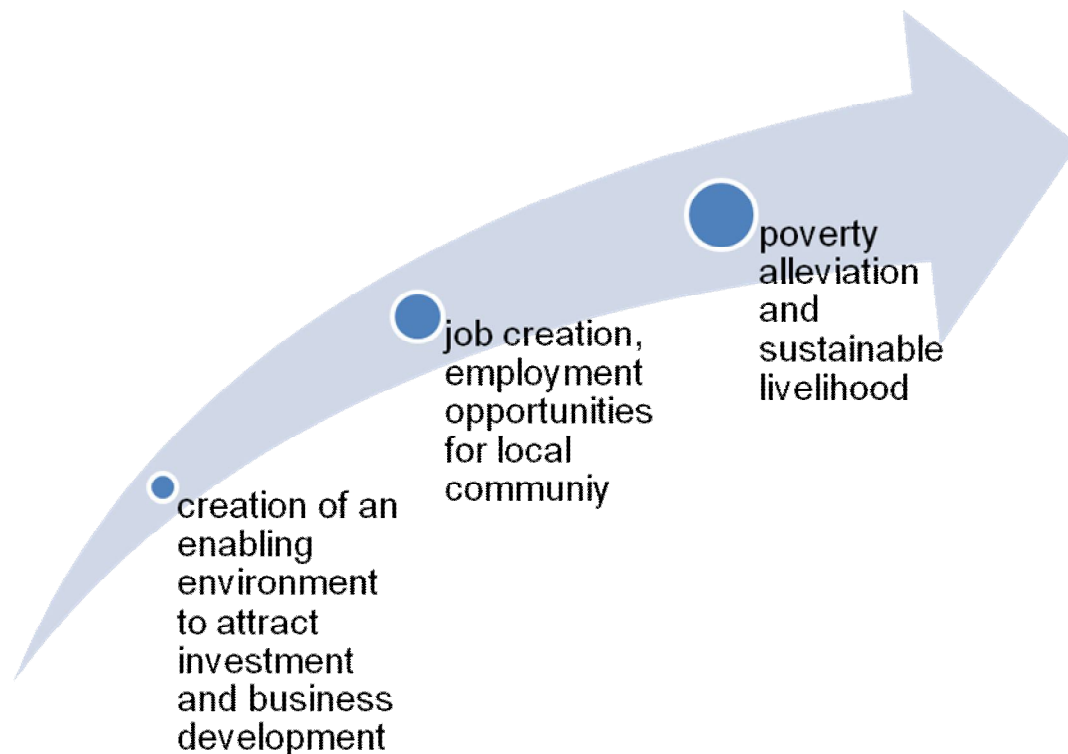 creation of an
enabling
environment
to attract
investment
and business
development
job creation,
employment
opportunities
for local
communiy
poverty
alleviation
and
sustainable
livelihood